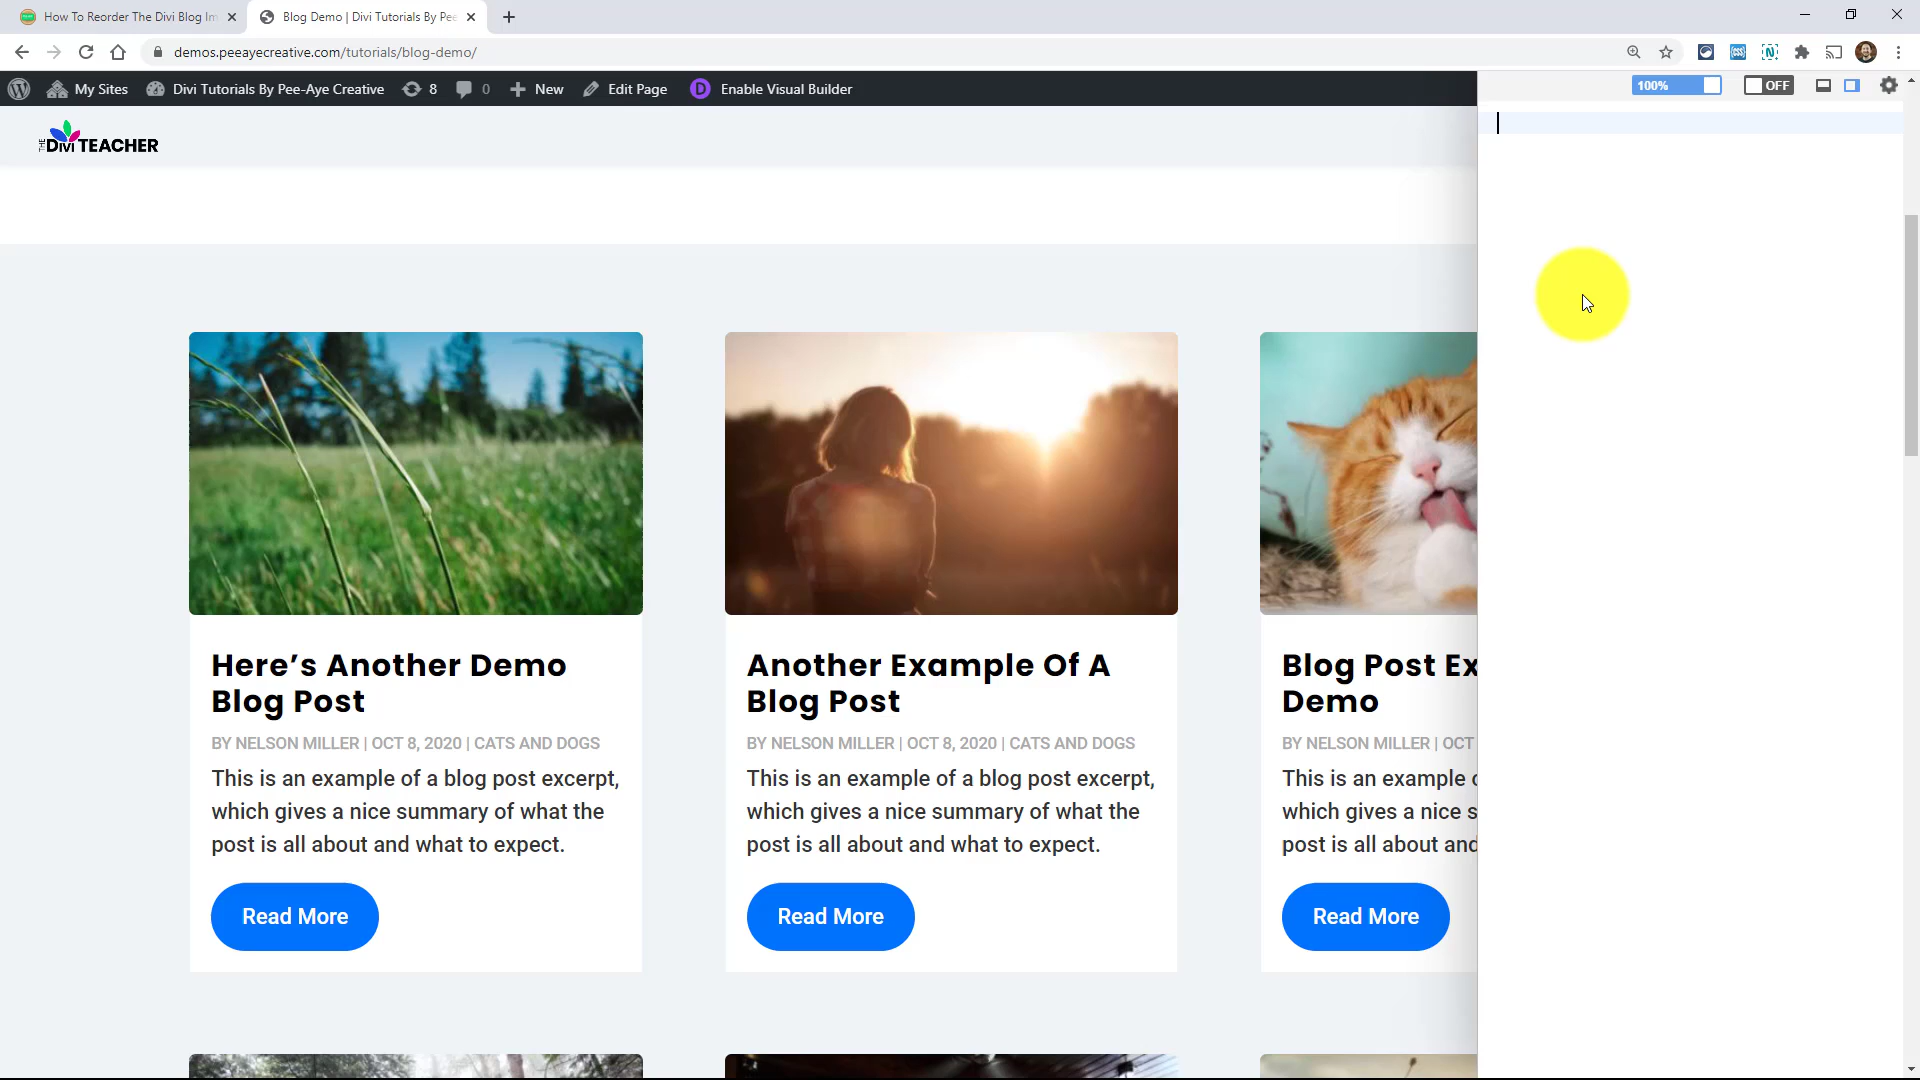 How To Reorder The Divi Blog Im
Blog Demo | Divi Tutorials By Pee
demos.peeayecreative.com/tutorials/blog-demo/
My Sites
Divi Tutorials By Pee-Aye Creative
8
0
New
Edit Page
D
Enable Visual Builder
100%
OFF
THE DIVI TEACHER
Here’s Another Demo
Blog Post
BY NELSON MILLER | OCT 8, 2020 | CATS AND DOGS
This is an example of a blog post excerpt,
which gives a nice summary of what the
post is all about and what to expect.
Read More
Another Example Of A
Blog Post
BY NELSON MILLER | OCT 8, 2020 | CATS AND DOGS
This is an example of a blog post excerpt,
which gives a nice summary of what the
post is all about and what to expect.
Read More
Blog Post Ex
Demo
BY NELSON MILLER | OCT
This is an example
which gives a nice s
post is all about and
Read More